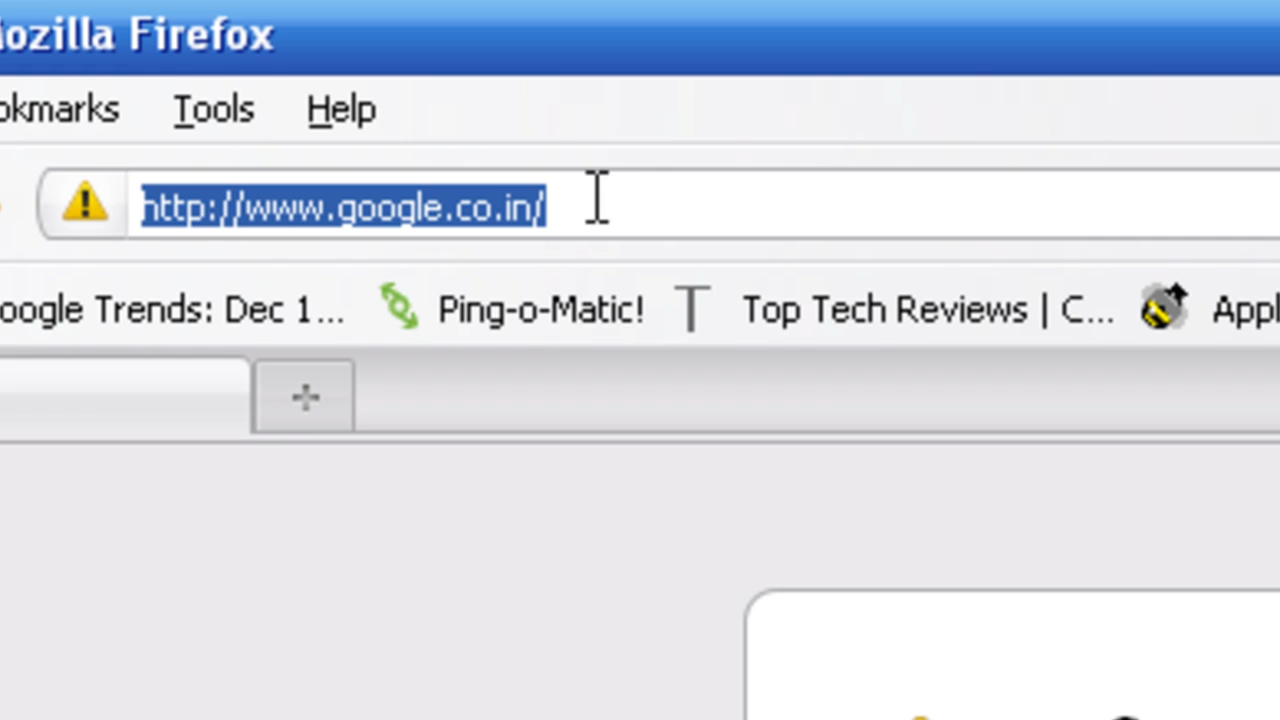 Mozilla Firefox
okmarks Tools Help
http://www.google.co.in/
oogle Trends: Dec 1... Ping-o-Matic! Top Tech Reviews | C... Appl